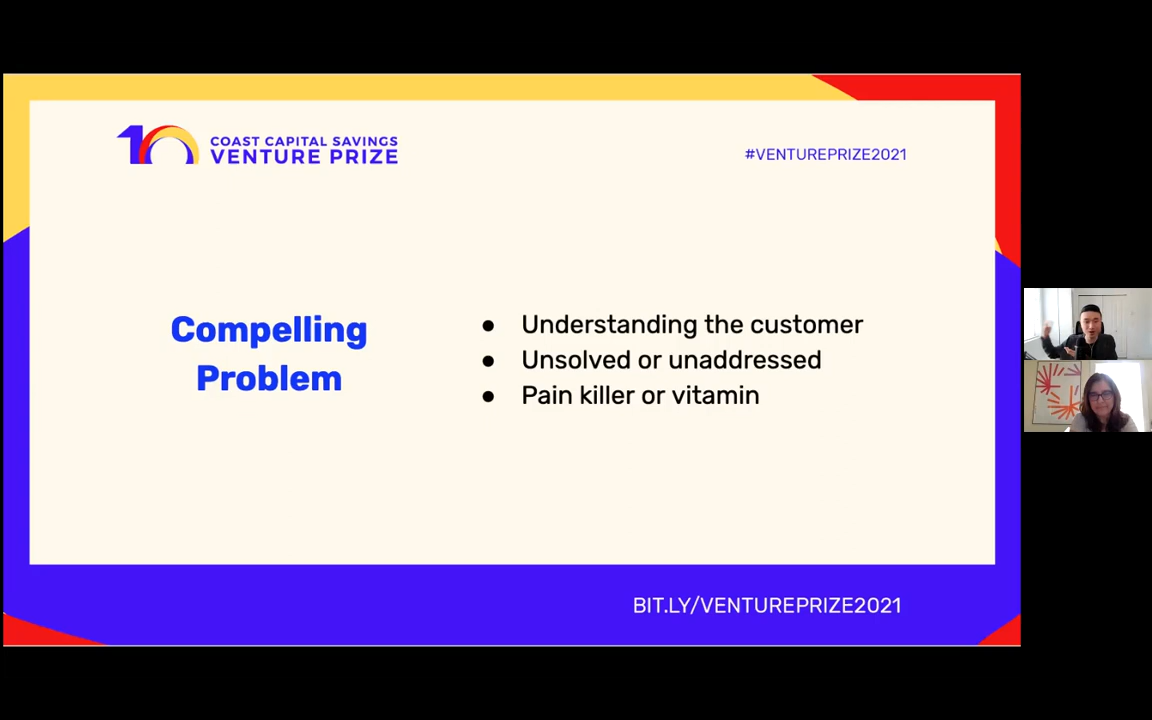 10 COAST CAPITAL SAVINGS
VENTURE PRIZE
#VENTUREPRIZE2021
Compelling
Problem
● Understanding the customer
● Unsolved or unaddressed
● Pain killer or vitamin
BIT.LY/VENTUREPRIZE2021